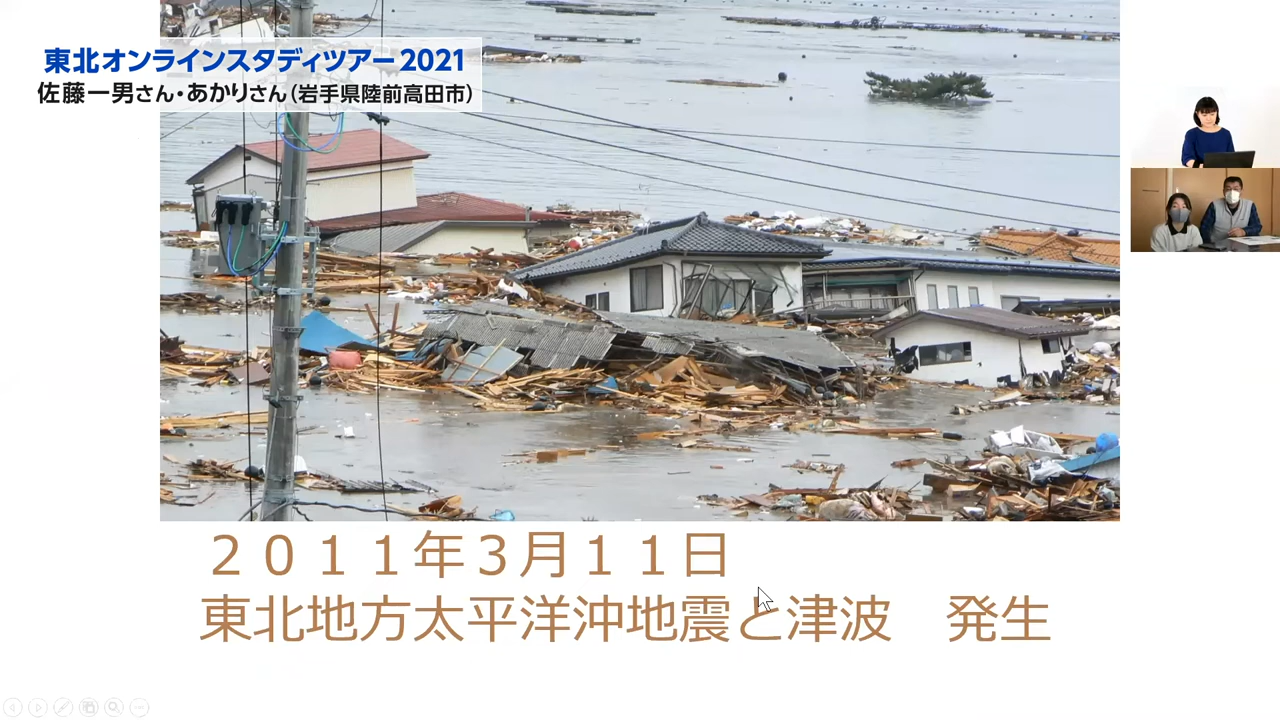 東北オンラインスタディツアー2021
佐藤一男さん・あかりさん（岩手県陸前高田市）
２０１１年３月１１日
東北地方太平洋沖地震と津波　発生